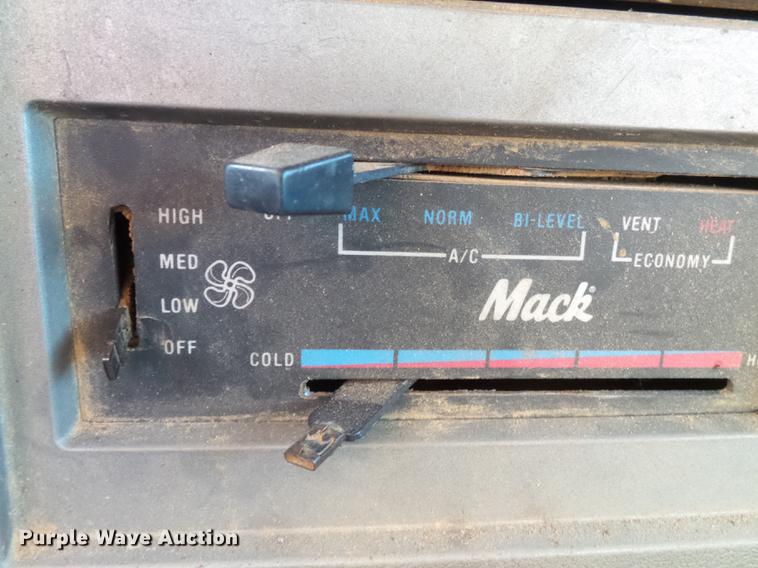 HIGH
MED
LOW
OFF
MAX NORM BI-LEVEL VENT HEAT
A/C ECONOMY
Mack
COLD
Purple Wave Auction